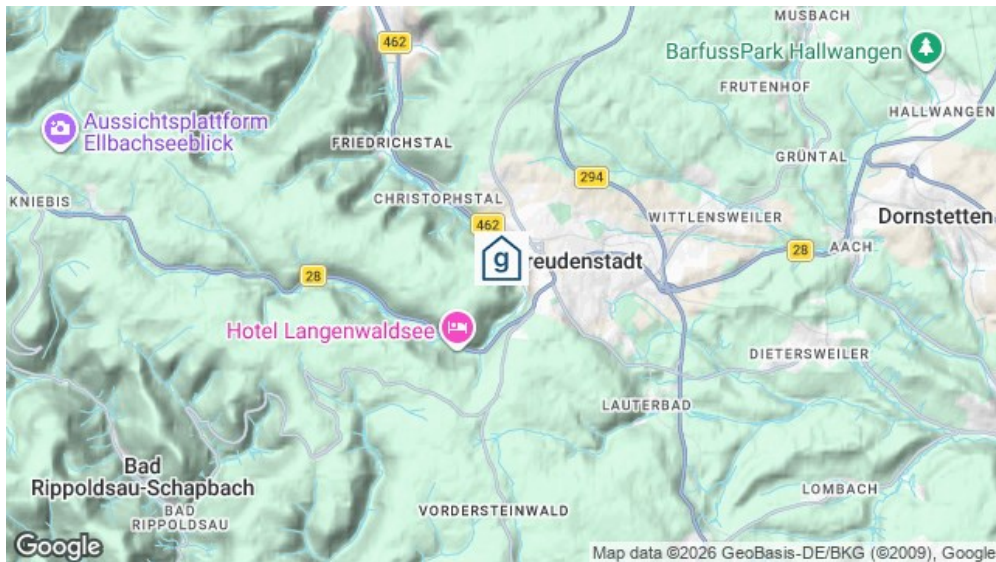 MUSBACH
462
BarfussPark Hallwangen
FRUTENHOF
HALLWANGEN
Aussichtsplattform
Ellbachseeblick
FRIEDRICHSTAL
GRÜNTAL
294
KNIEBIS
CHRISTOPHSTAL
462
WITTLENSWEILER
Dornstetten
AACH
28
g
reudenstadt
28
Hotel Langenwaldsee
DIETERSWEILER
LAUTERBAD
Bad
Rippoldsau-Schapbach
BAD
RIPPOLDSAU
VORDERSTEINWALD
LOMBACH
Google
Map data ©2026 GeoBasis-DE/BKG (©2009), Google